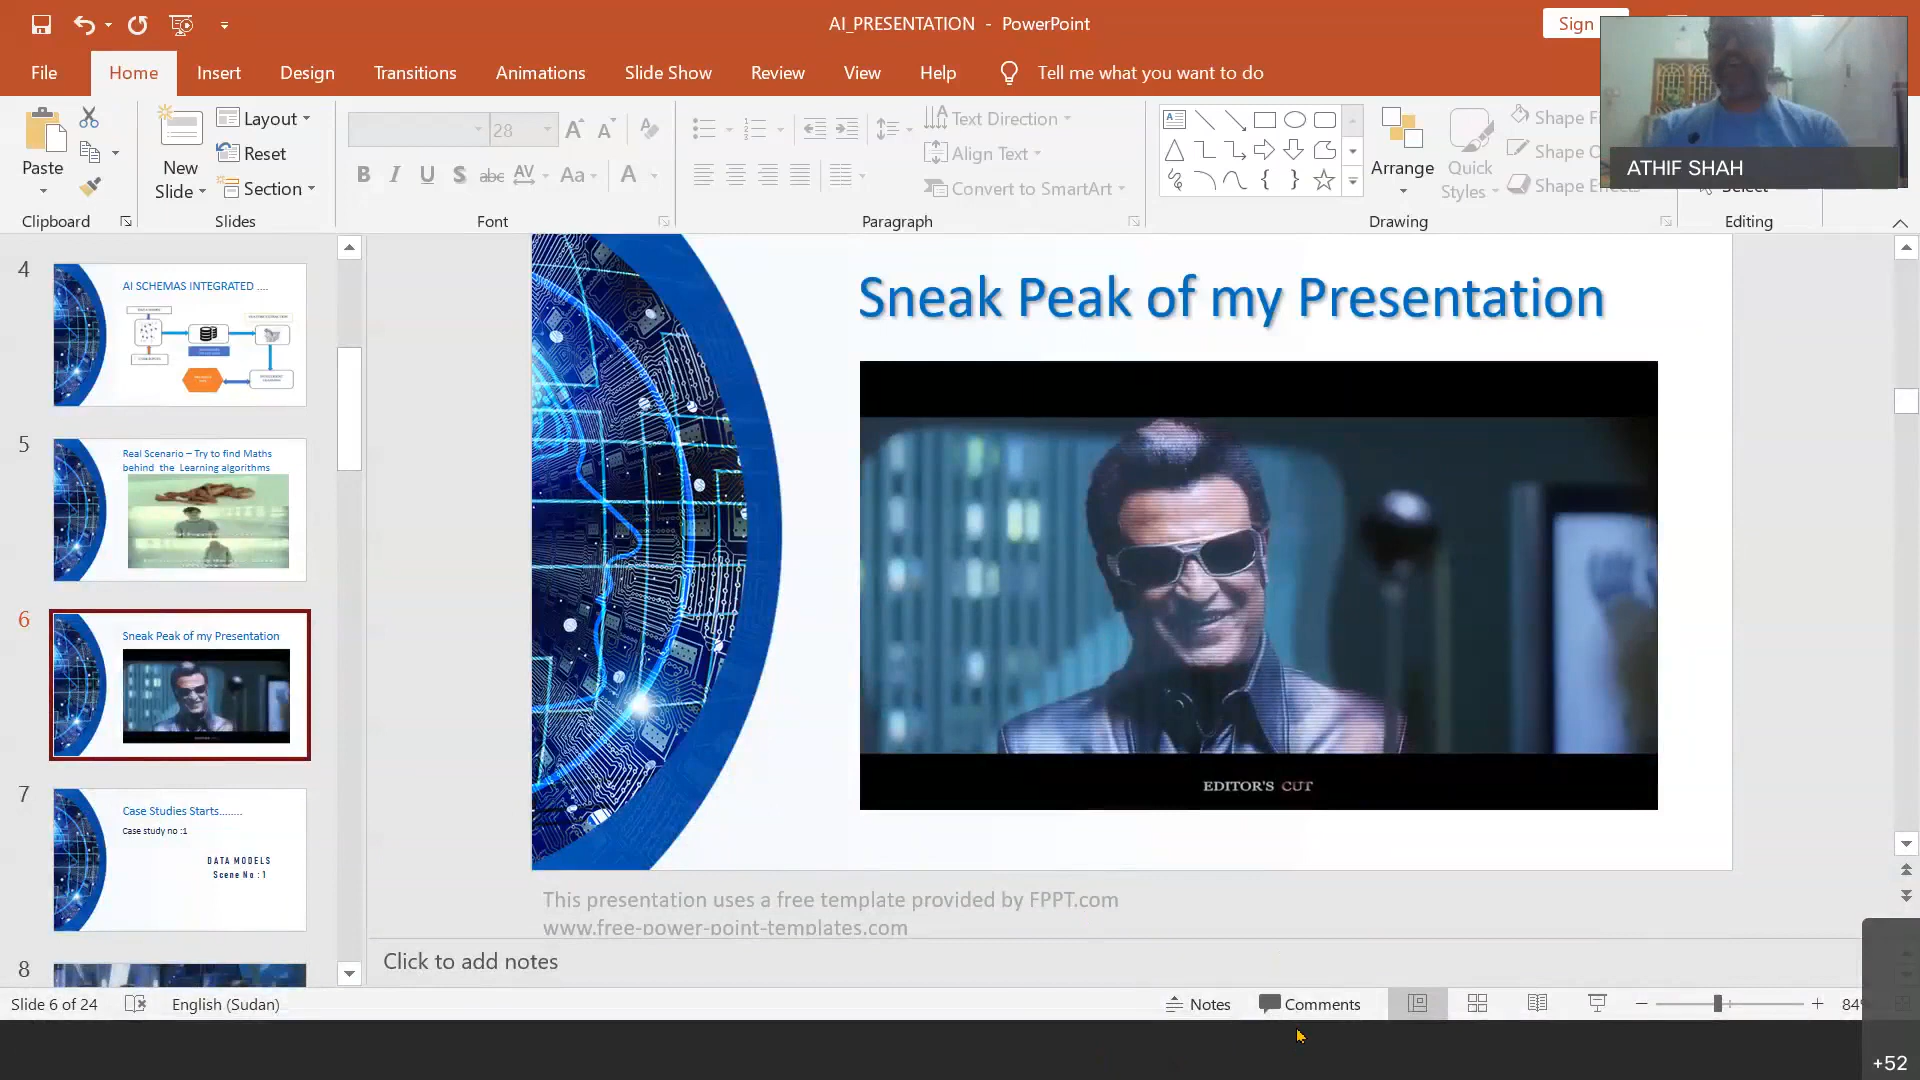 AI_PRESENTATION - PowerPoint
Sign
File
Home
Insert
Design
Transitions
Animations
Slide Show
Review
View
Help
Tell me what you want to do
Paste
Clipboard
New
Slide
Layout
Reset
Section
Slides
28
B I U S abc AV Aa A
Font
Text Direction
Align Text
Convert to SmartArt
Paragraph
Arrange
Quick
Styles
Shape
Shape
Shape Effects
Drawing
Select
Editing
ATHIF SHAH
4
AI SCHEMAS INTEGRATED ....
5
Real Scenario – Try to find Maths
behind the Learning algorithms
6
Sneak Peak of my Presentation
7
Case Studies Starts........
Case study no :1
DATA MODELS
Scene No : 1
8
Sneak Peak of my Presentation
EDITOR'S CUT
This presentation uses a free template provided by FPPT.com
www.free-power-point-templates.com
Click to add notes
Slide 6 of 24
English (Sudan)
Notes
Comments
84%
+52